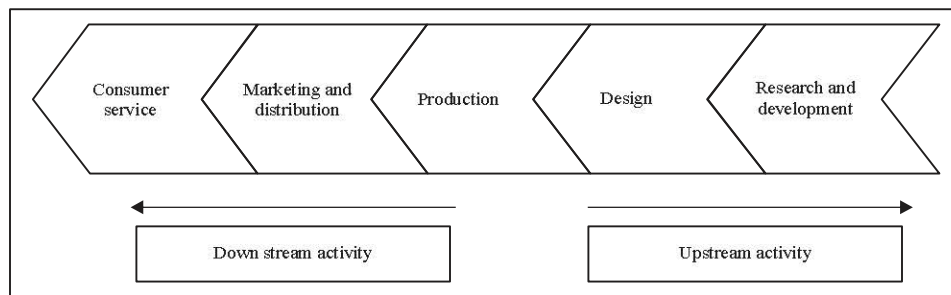 Consumer
service
Marketing and
distribution
Production
Design
Research and
development
Down stream activity
Upstream activity